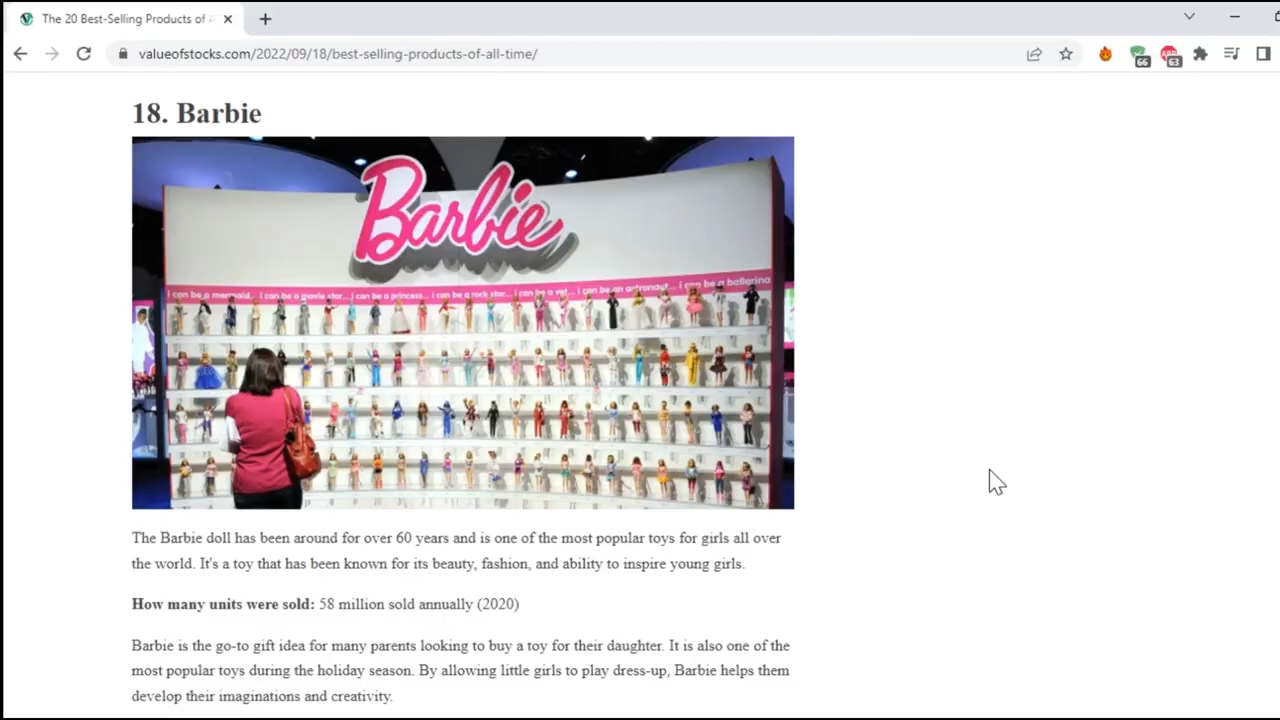 The 20 Best-Selling Products of
valueofstocks.com/2022/09/18/best-selling-products-of-all-time/
66
63
18. Barbie
Barbie
i can be a mermaid... i can be a movie star... i can be a princess... i can be a rock star... i can be a vet... i can be an astronaut... i can be a ballerina
The Barbie doll has been around for over 60 years and is one of the most popular toys for girls all over
the world. It's a toy that has been known for its beauty, fashion, and ability to inspire young girls.
How many units were sold: 58 million sold annually (2020)
Barbie is the go-to gift idea for many parents looking to buy a toy for their daughter. It is also one of the
most popular toys during the holiday season. By allowing little girls to play dress-up, Barbie helps them
develop their imaginations and creativity.